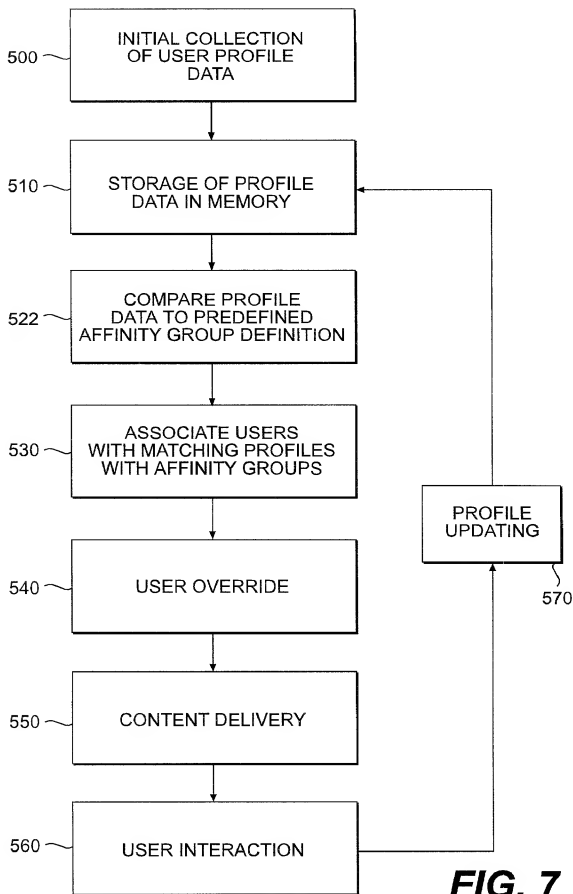 500
INITIAL COLLECTION
OF USER PROFILE
DATA
510
STORAGE OF PROFILE
DATA IN MEMORY
522
COMPARE PROFILE
DATA TO PREDEFINED
AFFINITY GROUP DEFINITION
530
ASSOCIATE USERS
WITH MATCHING PROFILES
WITH AFFINITY GROUPS
540
USER OVERRIDE
550
CONTENT DELIVERY
560
USER INTERACTION
PROFILE
UPDATING
570
FIG. 7